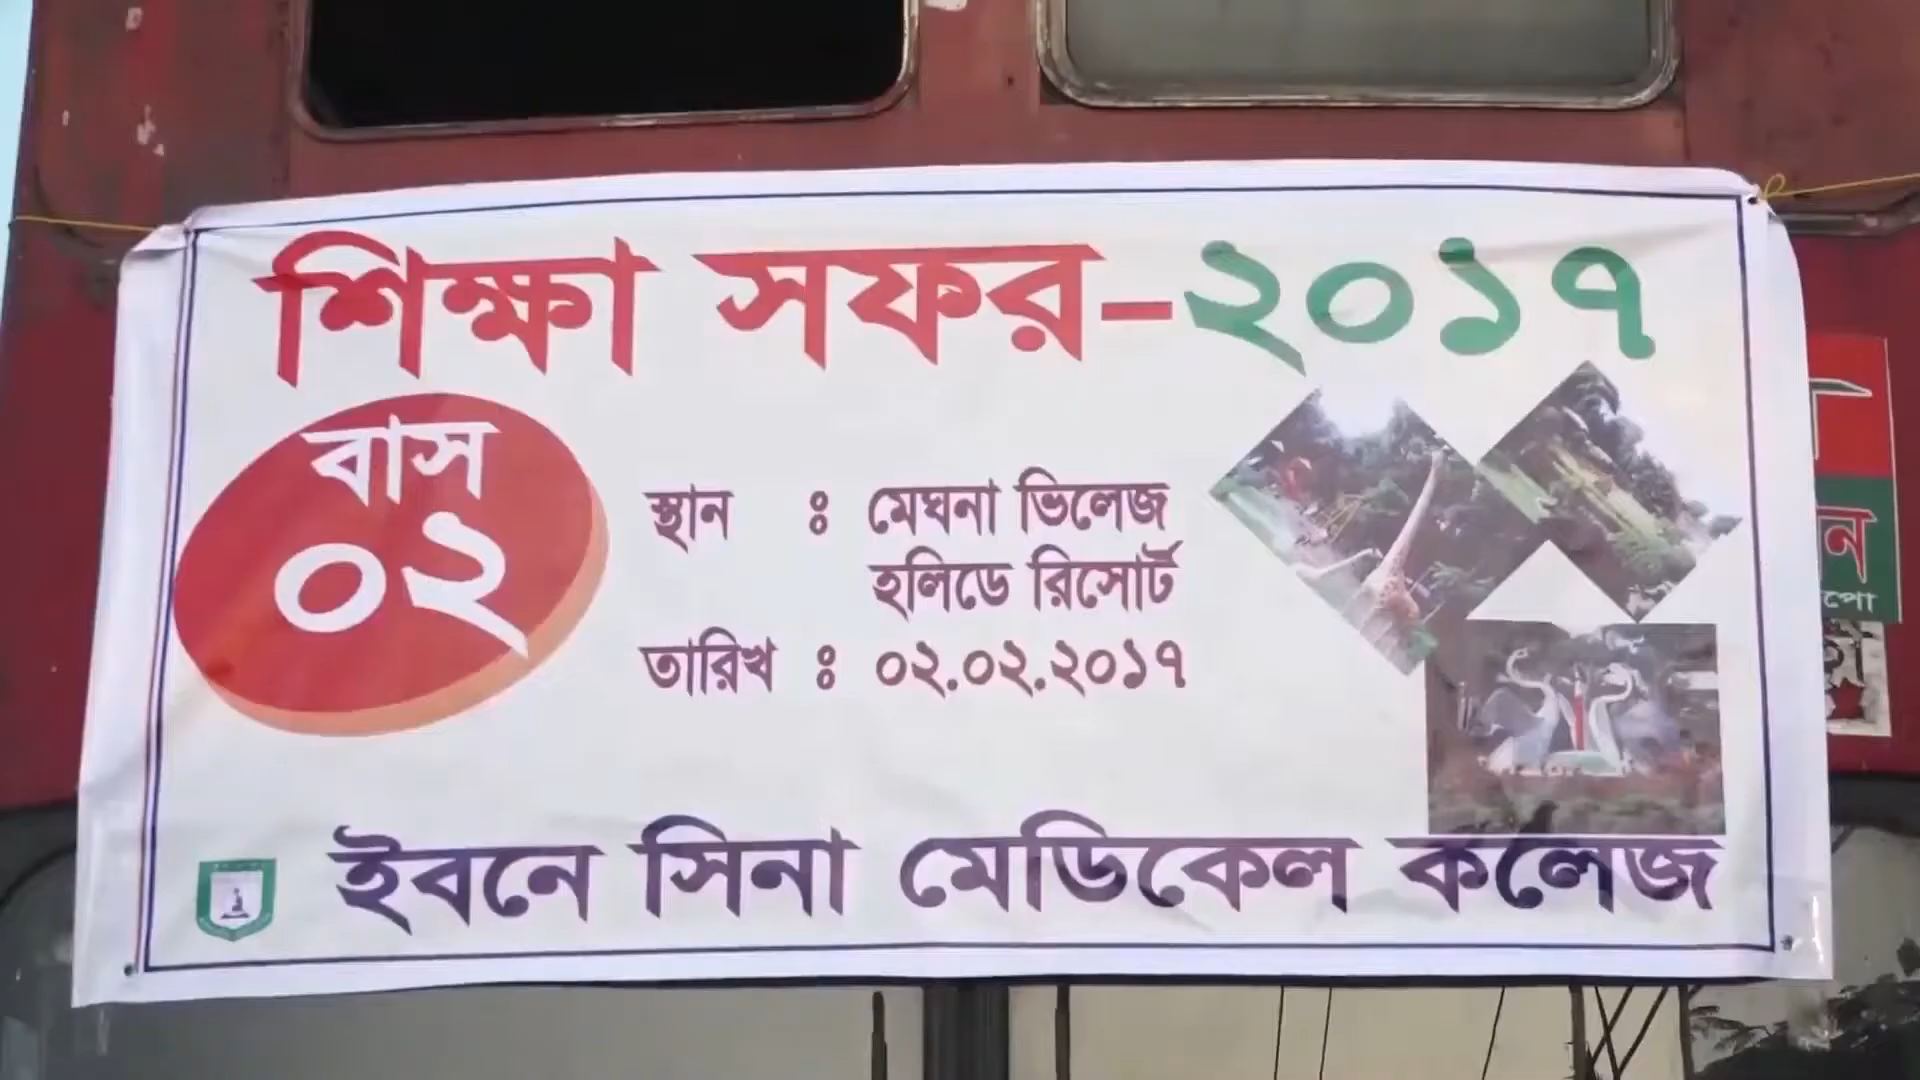 শিক্ষা সফর-২০১৭
বাস
০২
স্থান : মেঘনা ভিলেজ
হলিডে রিসোর্ট
তারিখ : ০২.০২.২০১৭
ইবনে সিনা মেডিকেল কলেজ
ন
পো